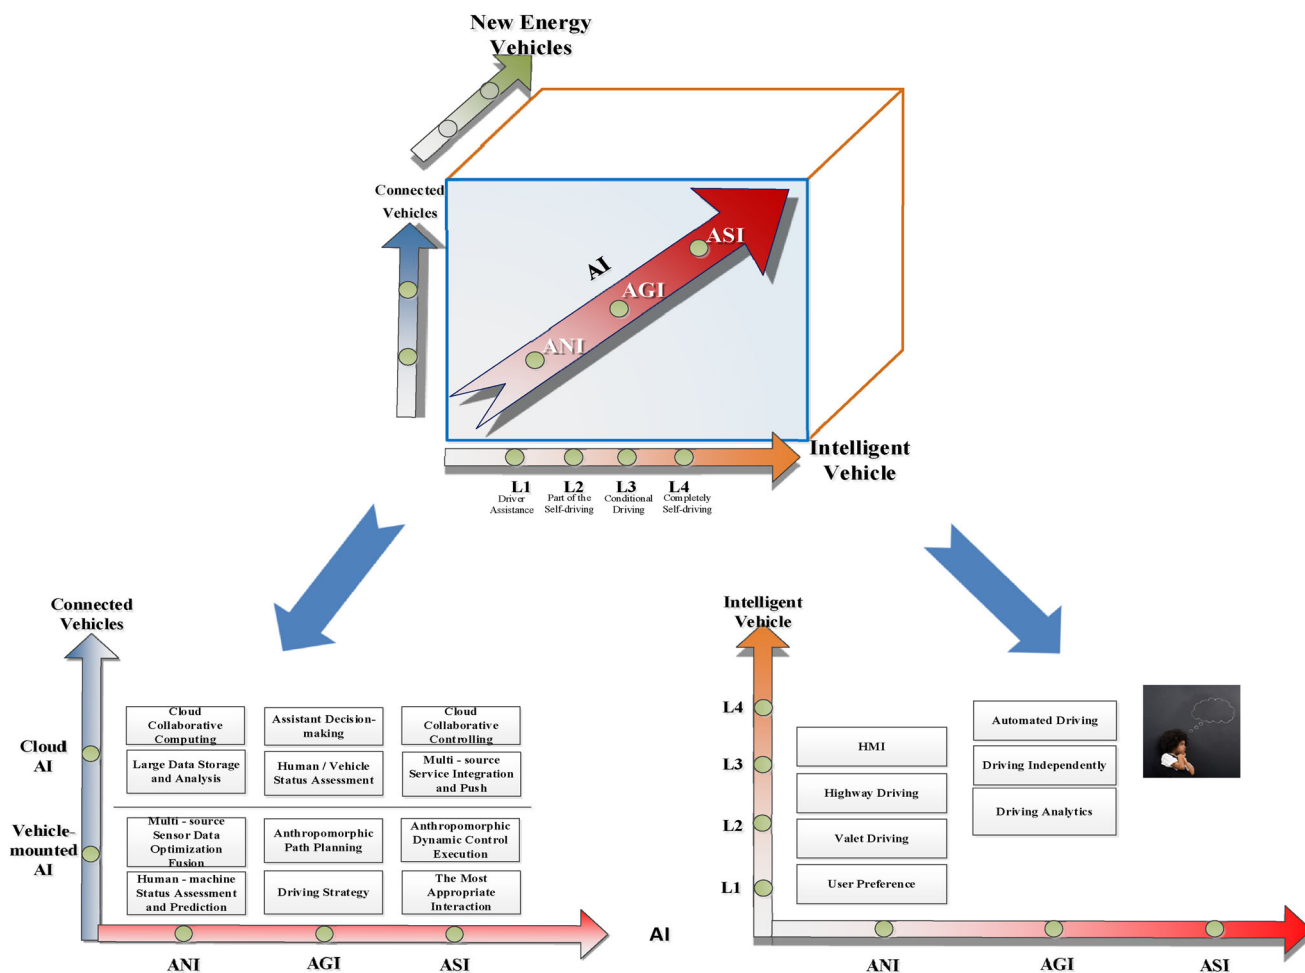 New Energy
Vehicles
Connected
Vehicles
AI
ASI
AGI
ANI
Intelligent
Vehicle
L1
Driver
Assistance
L2
Part of the
Self-driving
L3
Conditional
Driving
L4
Completely
Self-driving
Connected
Vehicles
Cloud
AI
Vehicle-
mounted
AI
Cloud
Collaborative
Computing
Assistant Decision-
making
Cloud
Collaborative
Controlling
Large Data Storage
and Analysis
Human / Vehicle
Status Assessment
Multi - source
Service Integration
and Push
Multi - source
Sensor Data
Optimization
Fusion
Anthropomorphic
Path Planning
Anthropomorphic
Dynamic Control
Execution
Human - machine
Status Assessment
and Prediction
Driving Strategy
The Most
Appropriate
Interaction
ANI
AGI
ASI
AI
Intelligent
Vehicle
L4
L3
L2
L1
HMI
Highway Driving
Valet Driving
User Preference
Automated Driving
Driving Independently
Driving Analytics
ANI
AGI
ASI